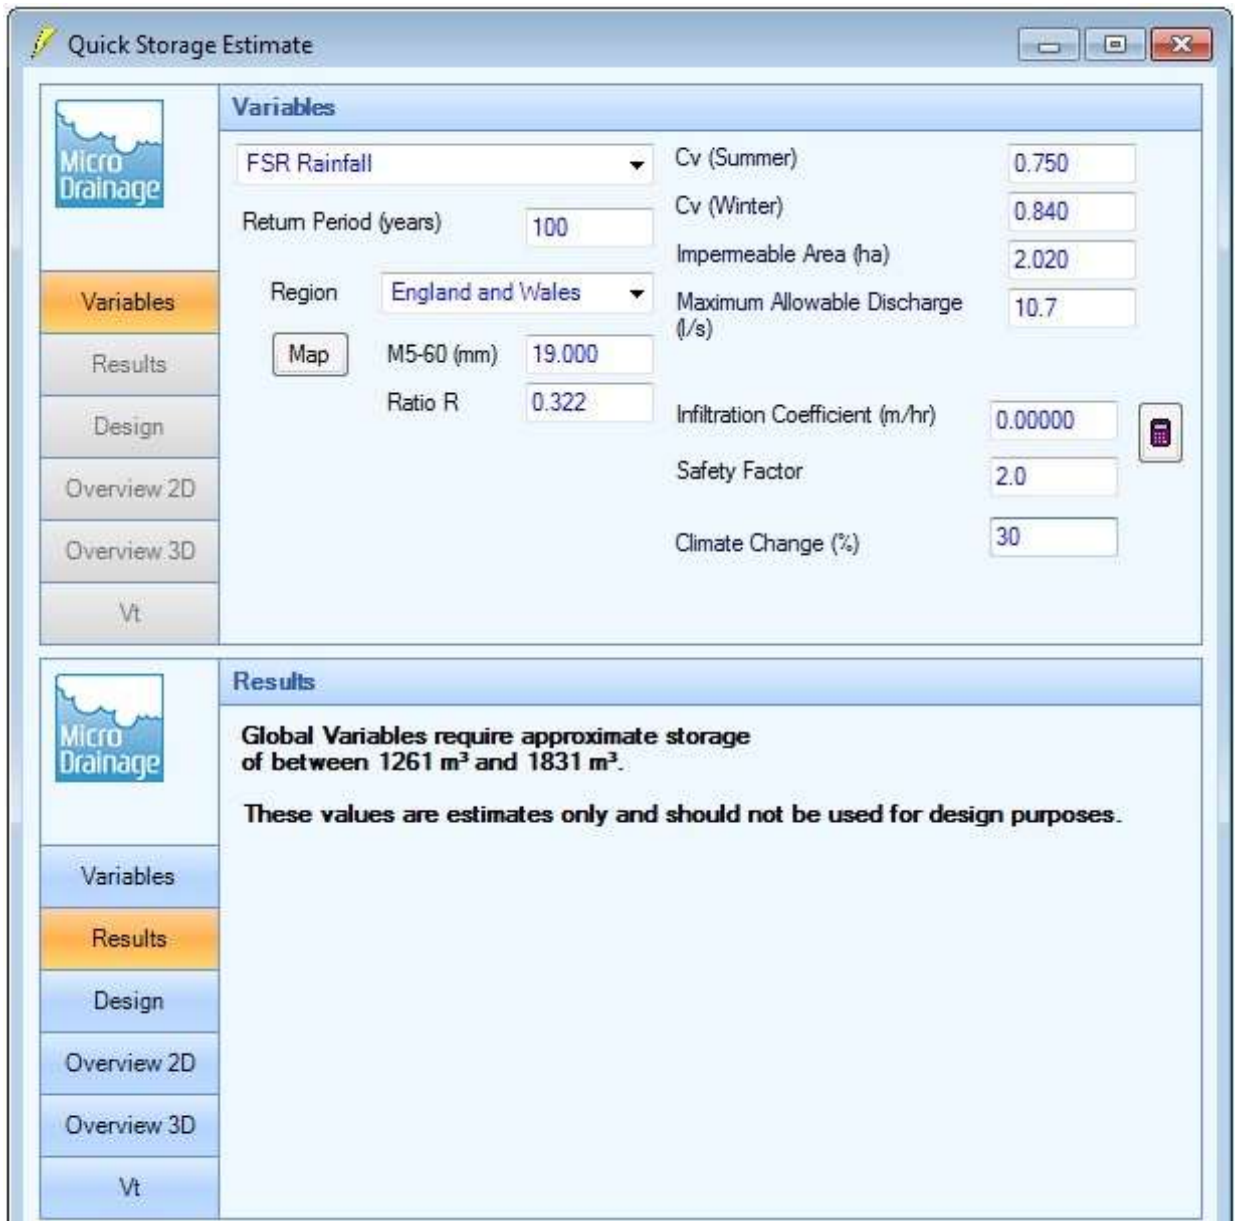 Quick Storage Estimate
Micro
Drainage
Variables
Results
Design
Overview 2D
Overview 3D
Vt
Variables
FSR Rainfall
Return Period (years) 100
Region England and Wales
Map M5-60 (mm) 19.000
Ratio R 0.322
Cv (Summer) 0.750
Cv (Winter) 0.840
Impermeable Area (ha) 2.020
Maximum Allowable Discharge 10.7
(l/s)
Infiltration Coefficient (m/hr) 0.00000
Safety Factor 2.0
Climate Change (%) 30
Micro
Drainage
Variables
Results
Design
Overview 2D
Overview 3D
Vt
Results
Global Variables require approximate storage
of between 1261 m³ and 1831 m³.
These values are estimates only and should not be used for design purposes.